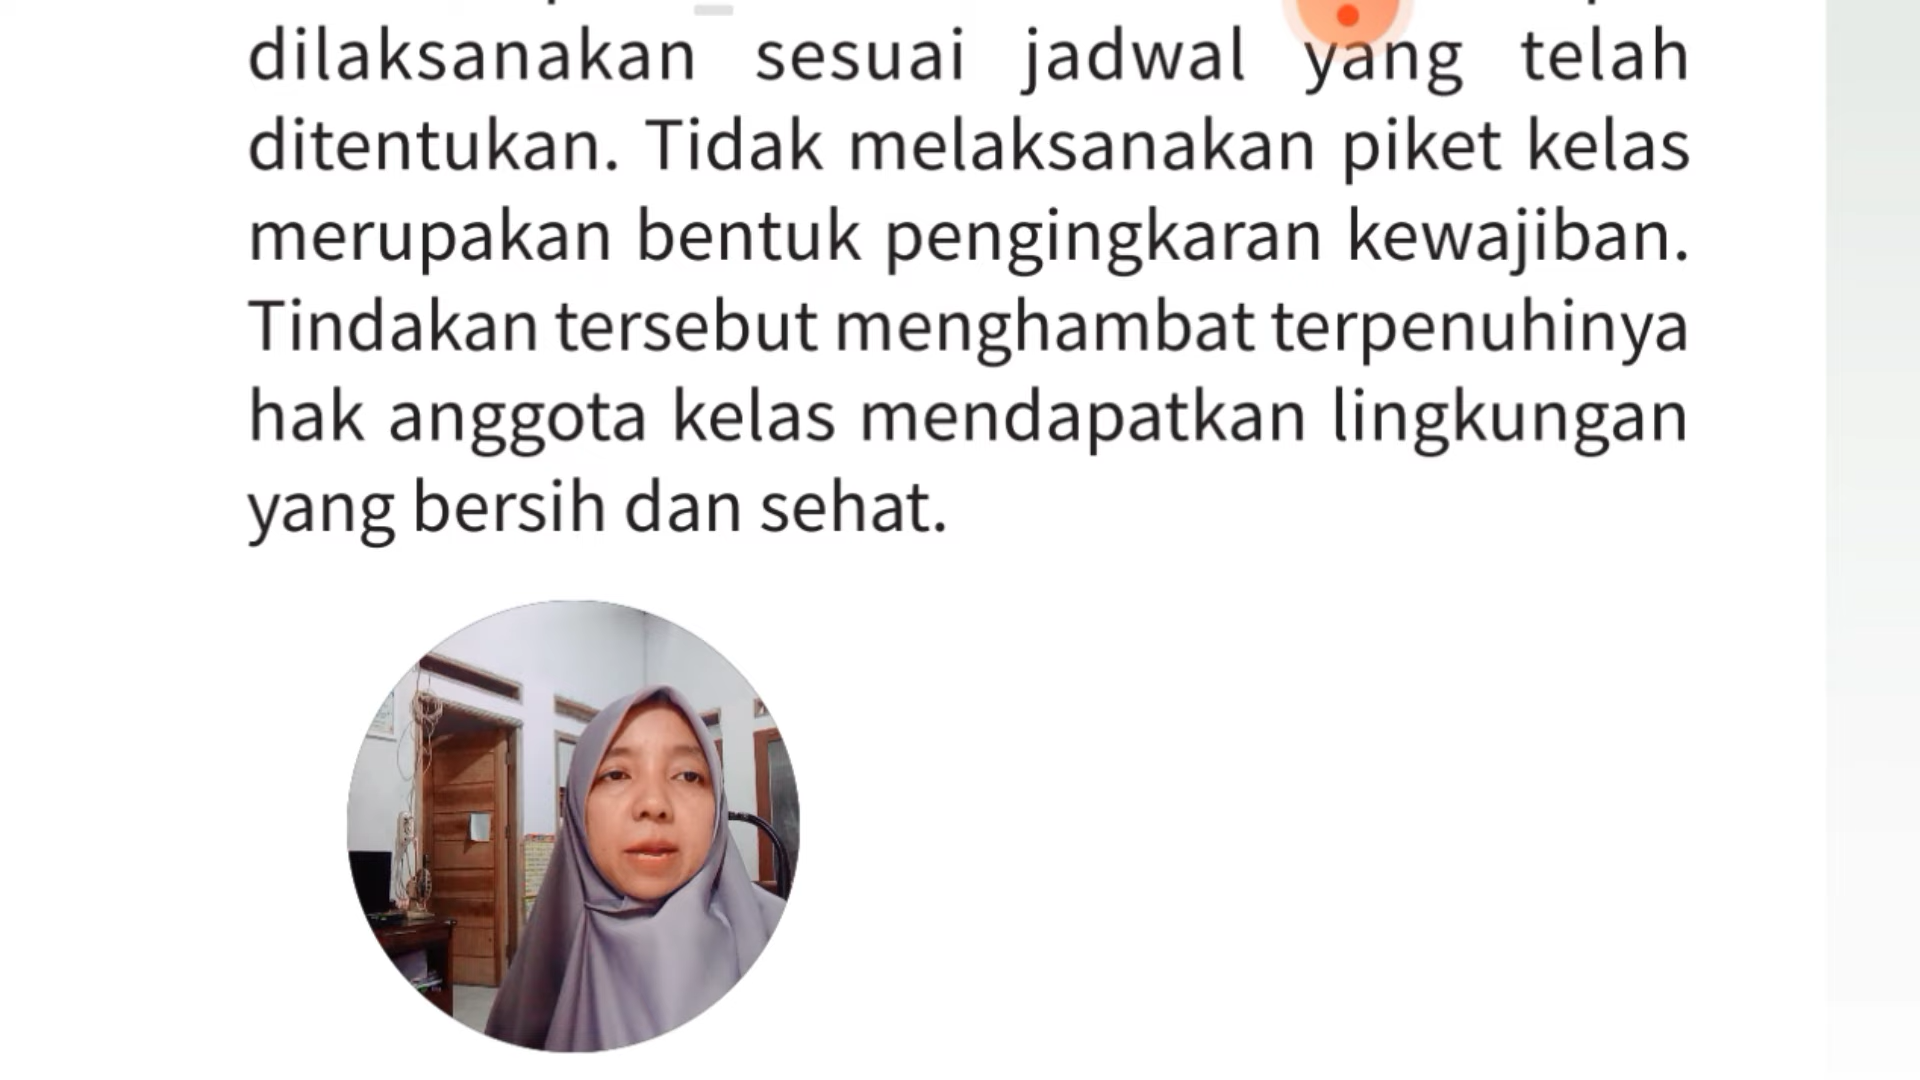 dilaksanakan sesuai jadwal yang telah
ditentukan. Tidak melaksanakan piket kelas
merupakan bentuk pengingkaran kewajiban.
Tindakan tersebut menghambat terpenuhinya
hak anggota kelas mendapatkan lingkungan
yang bersih dan sehat.